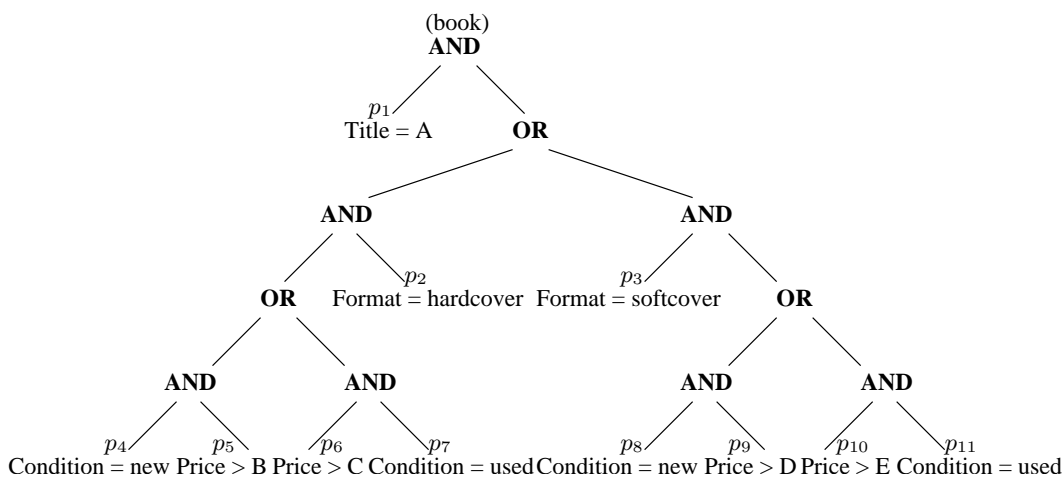 (book)
AND
p1
Title = A
OR
AND
AND
p2
p3
OR
Format = hardcover
Format = softcover
OR
AND
AND
AND
AND
p4
p5
p6
p7
p8
p9
p10
p11
Condition = new
Price > B
Price > C
Condition = used
Condition = new
Price > D
Price > E
Condition = used